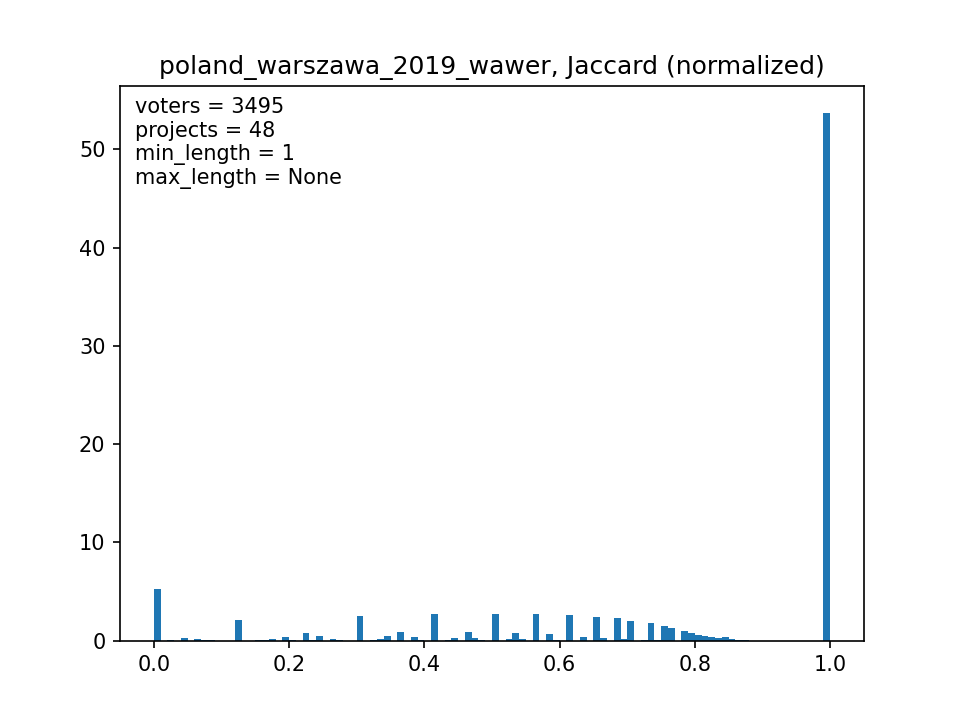 poland_warszawa_2019_wawer, Jaccard (normalized)
voters = 3495
projects = 48
min_length = 1
max_length = None
50
40
30
20
10
0
0.0 0.2 0.4 0.6 0.8 1.0